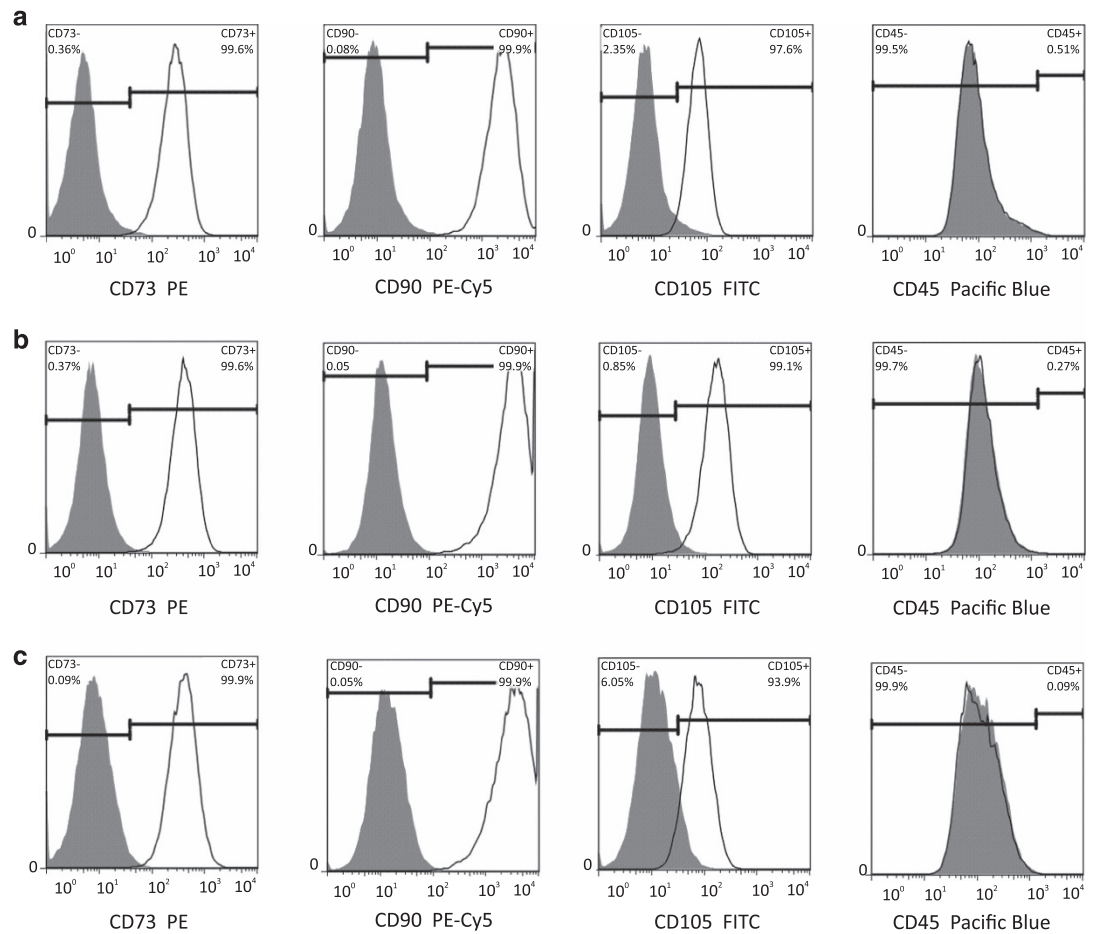 a
CD73- CD73+
0.36% 99.6%
0
10⁰ 10¹ 10² 10³ 10⁴
CD73 PE
CD90- CD90+
0.08% 99.9%
0
10⁰ 10¹ 10² 10³ 10⁴
CD90 PE-Cy5
CD105- CD105+
2.35% 97.6%
0
10⁰ 10¹ 10² 10³ 10⁴
CD105 FITC
CD45- CD45+
99.5% 0.51%
0
10⁰ 10¹ 10² 10³ 10⁴
CD45 Pacific Blue
b
CD73- CD73+
0.37% 99.6%
0
10⁰ 10¹ 10² 10³ 10⁴
CD73 PE
CD90- CD90+
0.05 99.9%
0
10⁰ 10¹ 10² 10³ 10⁴
CD90 PE-Cy5
CD105- CD105+
0.85% 99.1%
0
10⁰ 10¹ 10² 10³ 10⁴
CD105 FITC
CD45- CD45+
99.7% 0.27%
0
10⁰ 10¹ 10² 10³ 10⁴
CD45 Pacific Blue
c
CD73- CD73+
0.09% 99.9%
0
10⁰ 10¹ 10² 10³ 10⁴
CD73 PE
CD90- CD90+
0.05% 99.9%
0
10⁰ 10¹ 10² 10³ 10⁴
CD90 PE-Cy5
CD105- CD105+
6.05% 93.9%
0
10⁰ 10¹ 10² 10³ 10⁴
CD105 FITC
CD45- CD45+
99.9% 0.09%
0
10⁰ 10¹ 10² 10³ 10⁴
CD45 Pacific Blue